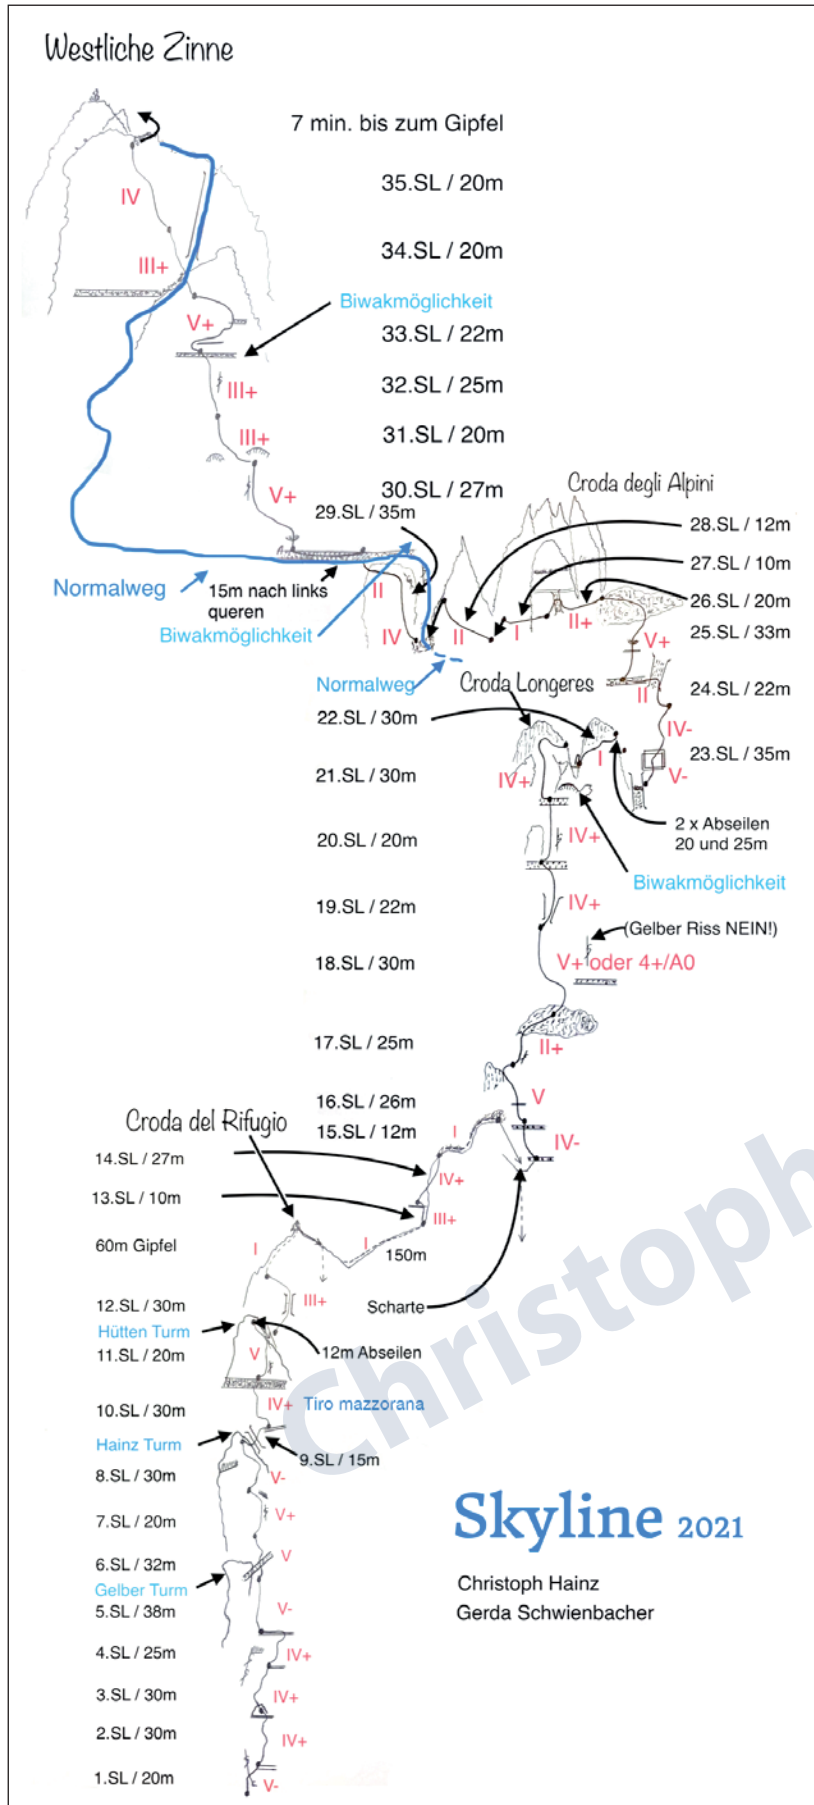 Westliche Zinne
7 min. bis zum Gipfel
35.SL / 20m
IV
34.SL / 20m
III+
Biwakmöglichkeit
V+
33.SL / 22m
32.SL / 25m
III+
31.SL / 20m
III+
30.SL / 27m
V+
Croda degli Alpini
29.SL / 35m
28.SL / 12m
27.SL / 10m
26.SL / 20m
Normalweg
15m nach links
queren
II
Biwakmöglichkeit
IV
II
I
II+
25.SL / 33m
V+
Normalweg
Croda Longeres
II
24.SL / 22m
22.SL / 30m
IV-
I
23.SL / 35m
21.SL / 30m
IV+
V-
2 x Abseilen
20 und 25m
20.SL / 20m
IV+
Biwakmöglichkeit
19.SL / 22m
IV+
(Gelber Riss NEIN!)
18.SL / 30m
V+ oder 4+/A0
17.SL / 25m
II+
16.SL / 26m
V
Croda del Rifugio
15.SL / 12m
I
IV-
14.SL / 27m
IV+
13.SL / 10m
III+
60m Gipfel
I
I
150m
12.SL / 30m
III+
Scharte
Hütten Turm
11.SL / 20m
V
12m Abseilen
10.SL / 30m
IV+
Tiro mazzorana
Hainz Turm
9.SL / 15m
8.SL / 30m
V-
7.SL / 20m
V+
6.SL / 32m
V
Gelber Turm
5.SL / 38m
V-
4.SL / 25m
IV+
3.SL / 30m
IV+
2.SL / 30m
IV+
1.SL / 20m
V-
Skyline 2021
Christoph Hainz
Gerda Schwienbacher
Christoph